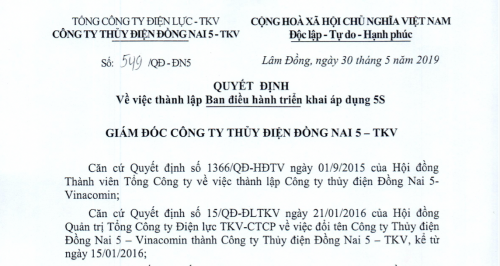 TỔNG CÔNG TY ĐIỆN LỰC - TKV
CÔNG TY THỦY ĐIỆN ĐỒNG NAI 5 - TKV
Số: 549 /QĐ - ĐN5
CỘNG HOÀ XÃ HỘI CHỦ NGHĨA VIỆT NAM
Độc lập - Tự do - Hạnh phúc
Lâm Đồng, ngày 30 tháng 5 năm 2019
QUYẾT ĐỊNH
Về việc thành lập Ban điều hành triển khai áp dụng 5S
GIÁM ĐỐC CÔNG TY THỦY ĐIỆN ĐỒNG NAI 5 – TKV
Căn cứ Quyết định số 1366/QĐ-HĐTV ngày 01/9/2015 của Hội đồng
Thành viên Tổng Công ty về việc thành lập Công ty thủy điện Đồng Nai 5-
Vinacomin;
Căn cứ Quyết định số 15/QĐ-ĐLTKV ngày 21/01/2016 của Hội đồng
Quản trị Tổng Công ty Điện lực TKV-CTCP về việc đổi tên Công ty Thủy điện
Đồng Nai 5 – Vinacomin thành Công ty Thủy điện Đồng Nai 5 – TKV, kể từ
ngày 15/01/2016;